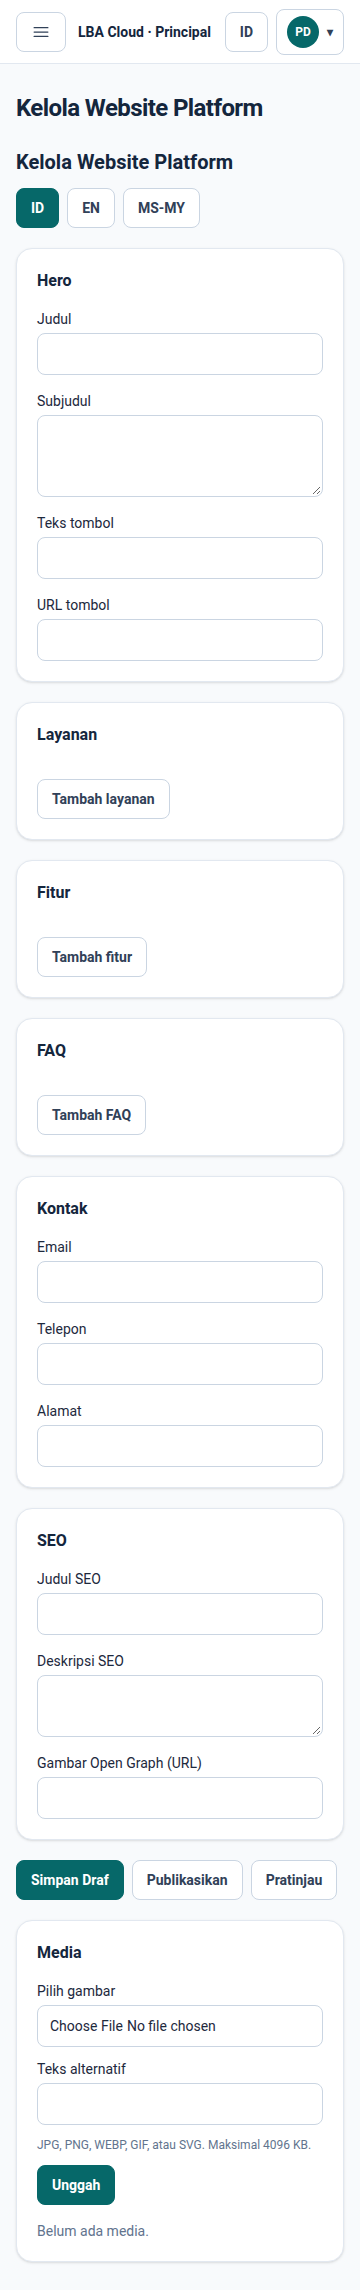 LBA Cloud · Principal
ID
PD
Kelola Website Platform
Kelola Website Platform
ID
EN
MS-MY
Hero
Judul
Subjudul
Teks tombol
URL tombol
Layanan
Tambah layanan
Fitur
Tambah fitur
FAQ
Tambah FAQ
Kontak
Email
Telepon
Alamat
SEO
Judul SEO
Deskripsi SEO
Gambar Open Graph (URL)
Simpan Draf
Publikasikan
Pratinjau
Media
Pilih gambar
Choose File No file chosen
Teks alternatif
JPG, PNG, WEBP, GIF, atau SVG. Maksimal 4096 KB.
Unggah
Belum ada media.